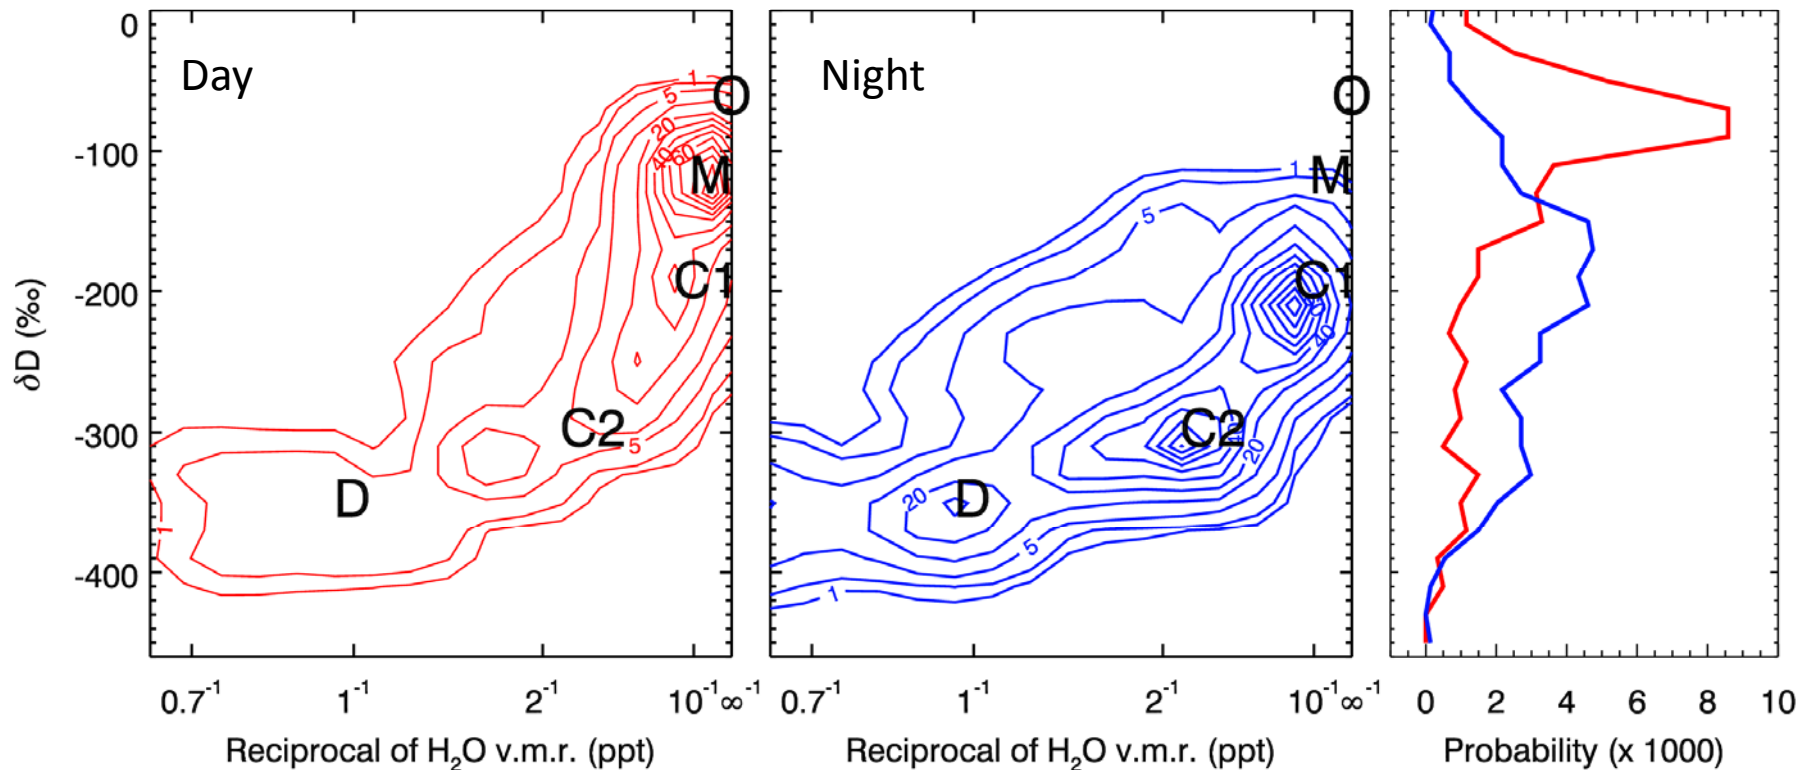 Day
Night
δD (‰)
0
-100
-200
-300
-400
1
5
20
40
60
O
M
C1
C2
5
D
1
O
1
M
5
C1
40
C2
20
20
D
5
1
0.7⁻¹ 1⁻¹ 2⁻¹ 10⁻¹ ∞⁻¹
0.7⁻¹ 1⁻¹ 2⁻¹ 10⁻¹ ∞⁻¹
0 2 4 6 8 10
Reciprocal of H₂O v.m.r. (ppt)
Reciprocal of H₂O v.m.r. (ppt)
Probability (x 1000)